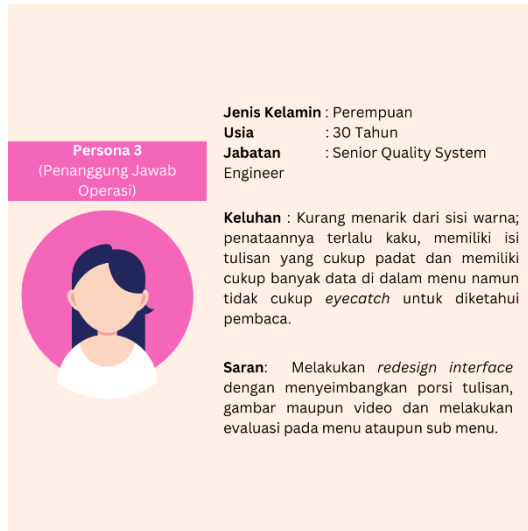 Persona 3
(Penanggung Jawab
Operasi)
Jenis Kelamin : Perempuan
Usia : 30 Tahun
Jabatan : Senior Quality System
Engineer
Keluhan : Kurang menarik dari sisi warna;
penataannya terlalu kaku, memiliki isi
tulisan yang cukup padat dan memiliki
cukup banyak data di dalam menu namun
tidak cukup eyecatch untuk diketahui
pembaca.
Saran: Melakukan redesign interface
dengan menyeimbangkan porsi tulisan,
gambar maupun video dan melakukan
evaluasi pada menu ataupun sub menu.